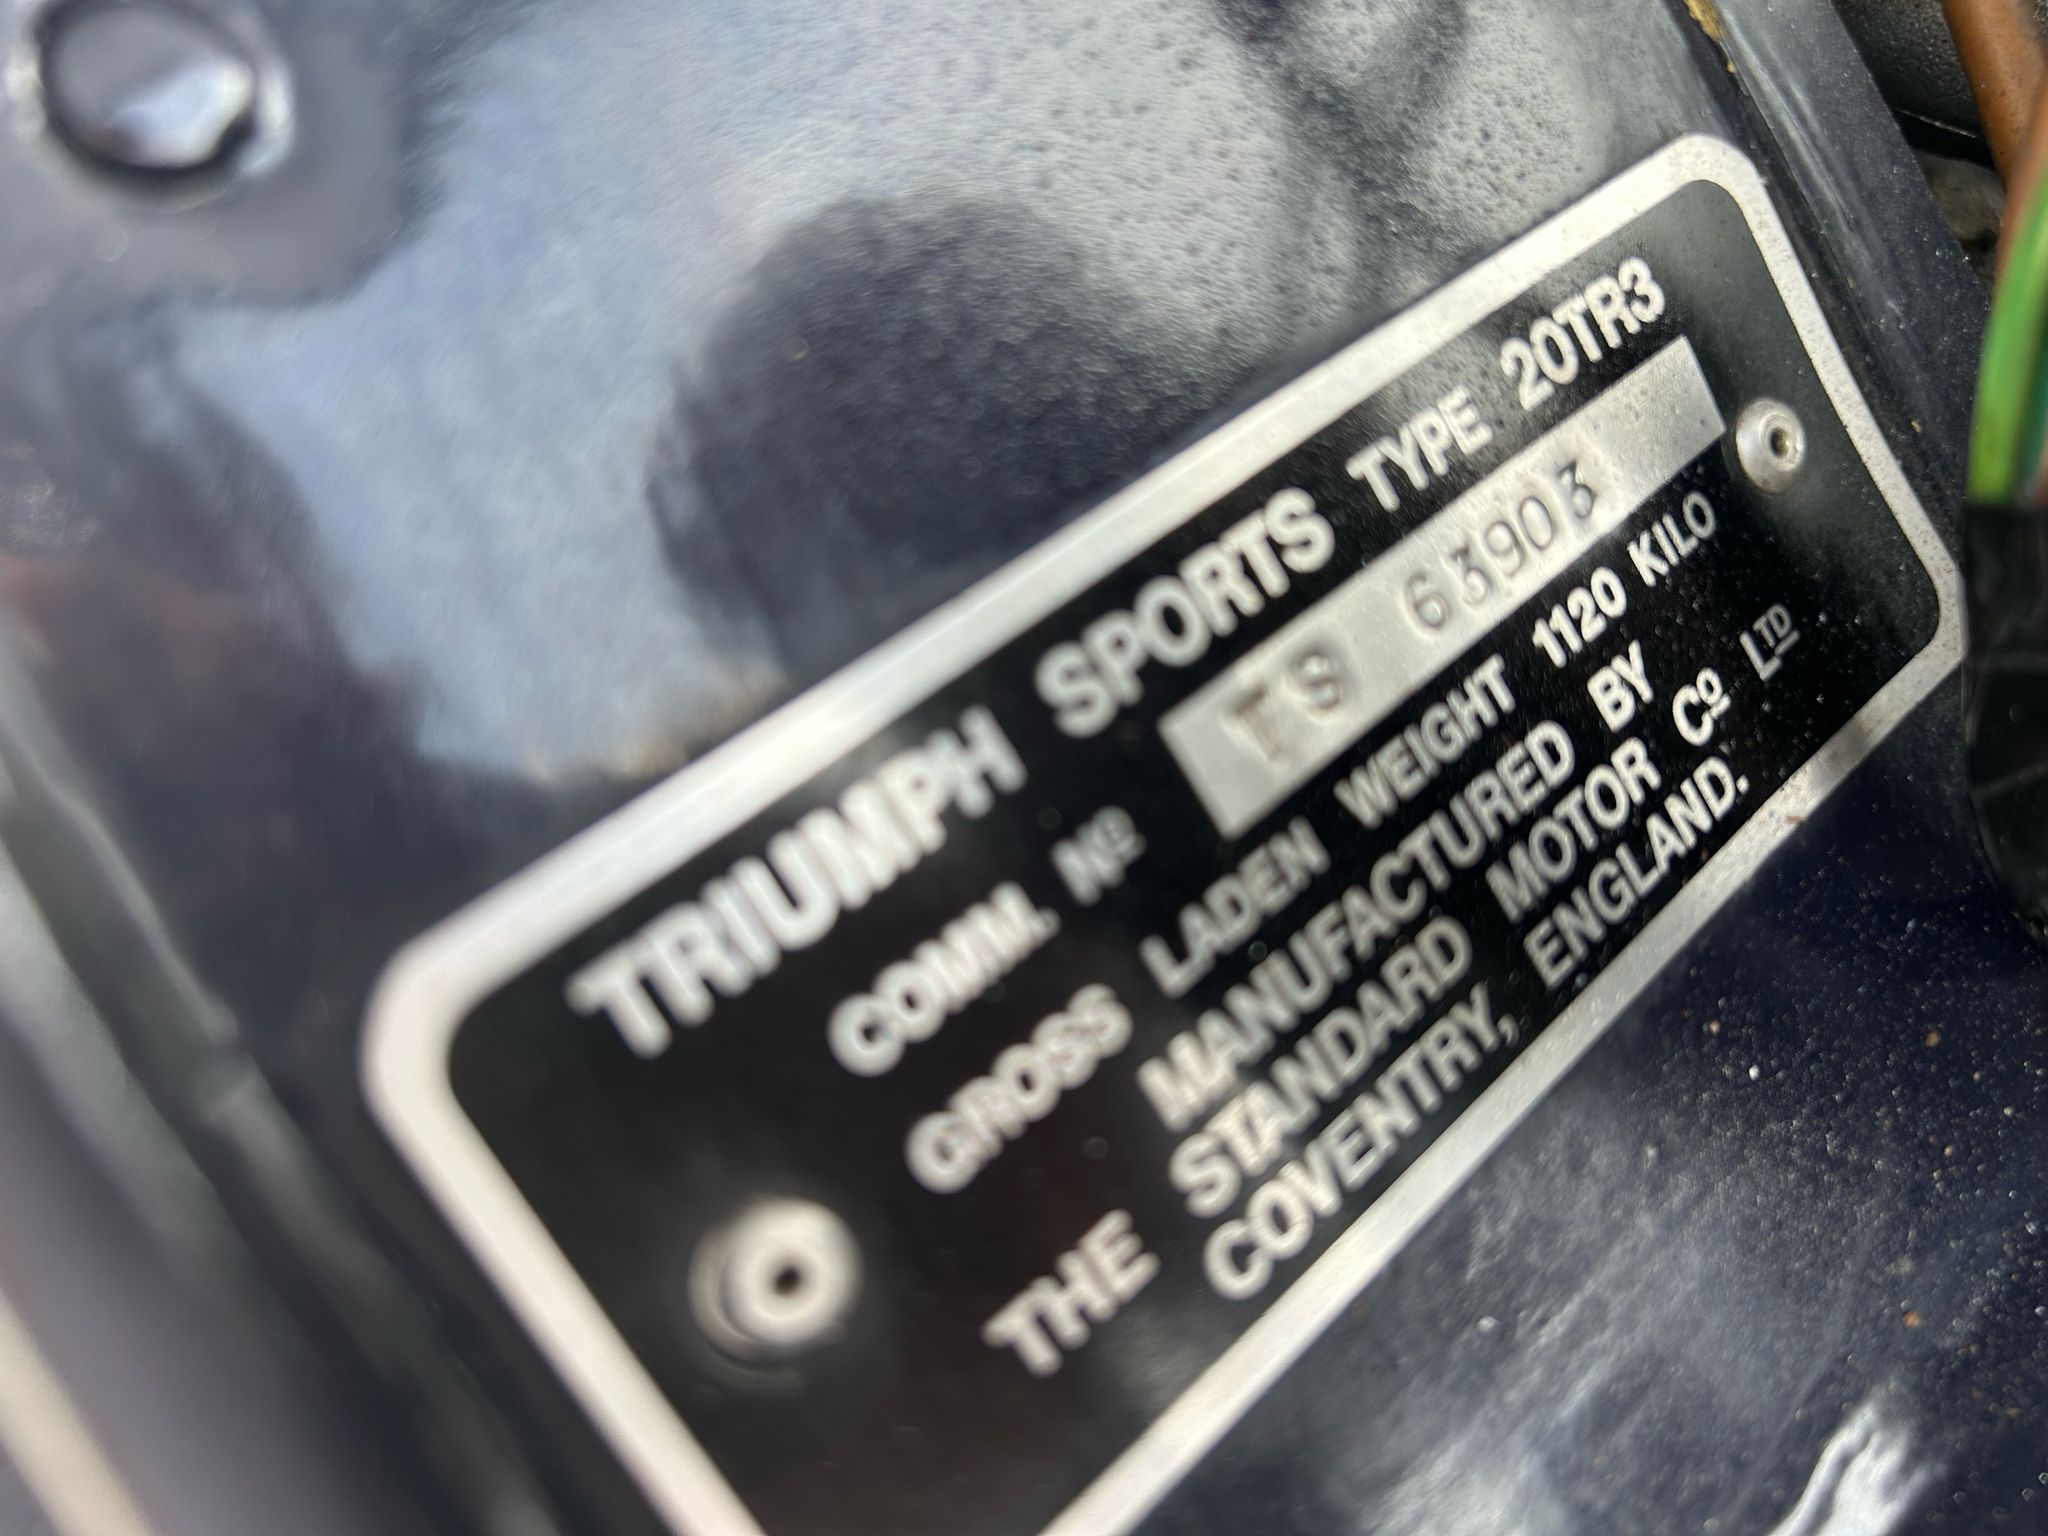 TRIUMPH SPORTS TYPE 20TR3
COMM. Nº TS 63903
GROSS LADEN WEIGHT 1120 KILO
MANUFACTURED BY
THE STANDARD MOTOR Cº LTD
COVENTRY, ENGLAND.